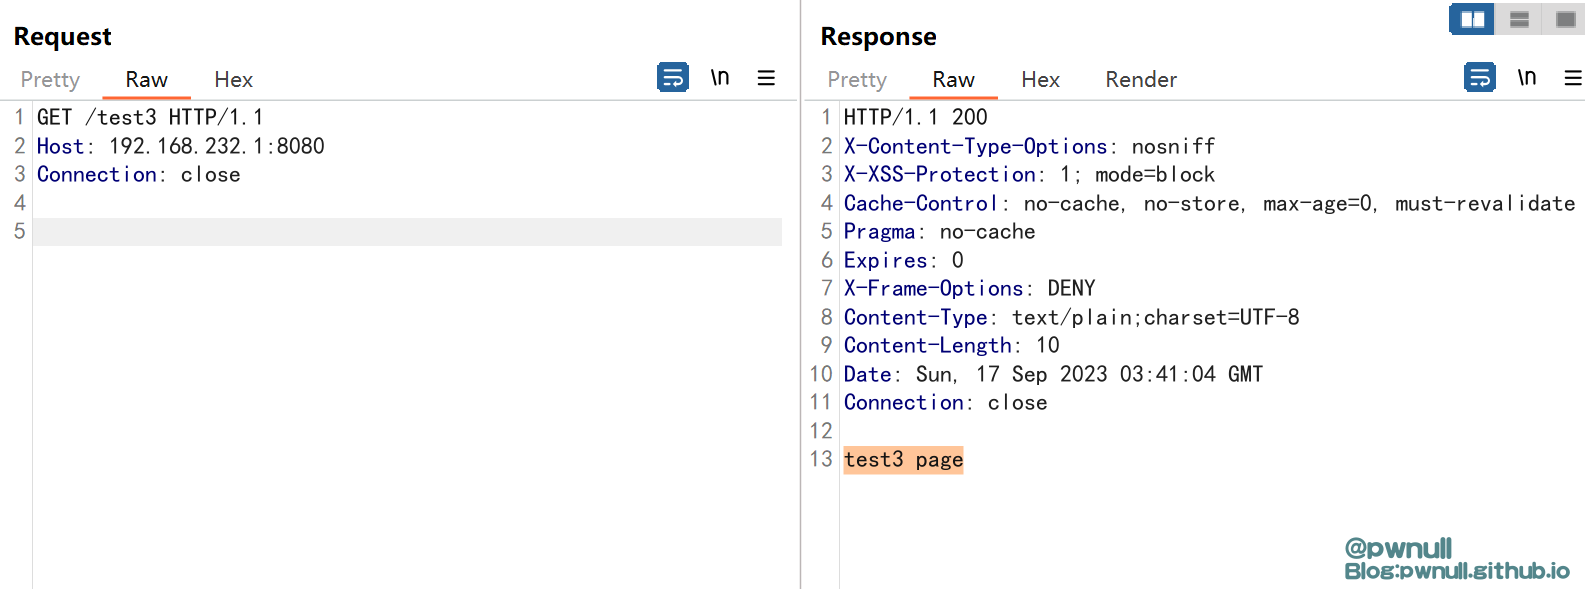 Request
Pretty Raw Hex \n
1 GET /test3 HTTP/1.1
2 Host: 192.168.232.1:8080
3 Connection: close
4
5
Response
Pretty Raw Hex Render \n
1 HTTP/1.1 200
2 X-Content-Type-Options: nosniff
3 X-XSS-Protection: 1; mode=block
4 Cache-Control: no-cache, no-store, max-age=0, must-revalidate
5 Pragma: no-cache
6 Expires: 0
7 X-Frame-Options: DENY
8 Content-Type: text/plain;charset=UTF-8
9 Content-Length: 10
10 Date: Sun, 17 Sep 2023 03:41:04 GMT
11 Connection: close
12
13 test3 page
@pwnull
Blog:pwnull.github.io